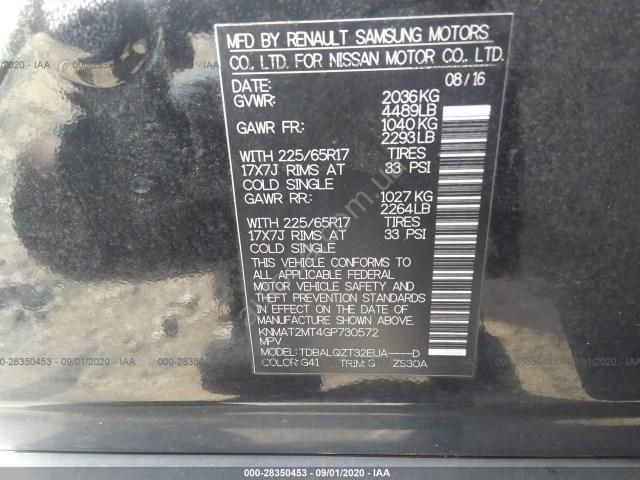 MFD BY RENAULT SAMSUNG MOTORS
CO., LTD. FOR NISSAN MOTOR CO., LTD.
DATE: 08/16
GVWR: 2036KG
4489LB
GAWR FR: 1040KG
2293LB
WITH 225/65R17 TIRES
17X7J RIMS AT 33 PSI
COLD SINGLE
GAWR RR: 1027KG
2264LB
WITH 225/65R17 TIRES
17X7J RIMS AT 33 PSI
COLD SINGLE
THIS VEHICLE CONFORMS TO
ALL APPLICABLE FEDERAL
MOTOR VEHICLE SAFETY AND
THEFT PREVENTION STANDARDS
IN EFFECT ON THE DATE OF
MANUFACTURE SHOWN ABOVE.
KNMAT2MT4GP730572
MPV
MODEL:TDBALQZT32EUA----D
COLOR:G41 TRIM:G ZS30A
000-28350453 - 09/01/2020 - IAA